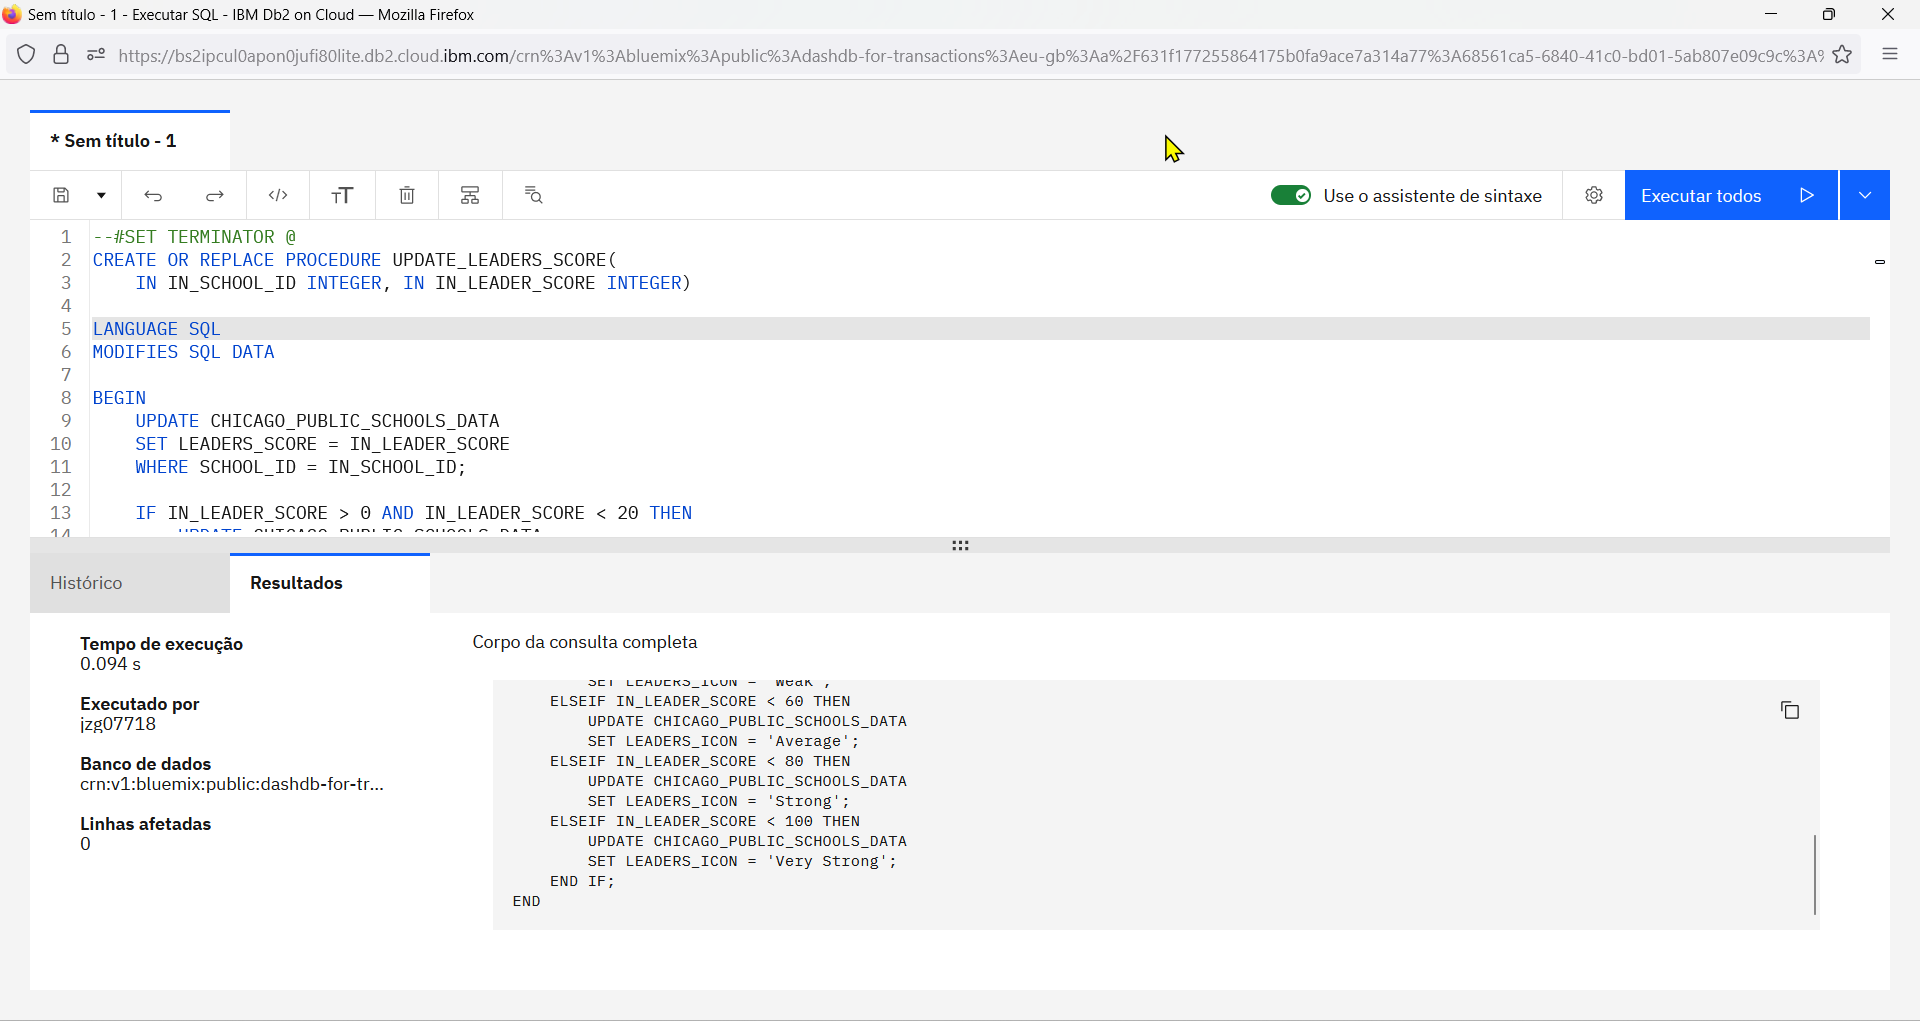 Sem título - 1 - Executar SQL - IBM Db2 on Cloud — Mozilla Firefox
https://bs2ipcul0apon0jufi80lite.db2.cloud.ibm.com/crn%3Av1%3Abluemix%3Apublic%3Adashdb-for-transactions%3Aeu-gb%3Aa%2F631f177255864175b0fa9ace7a314a77%3A68561ca5-6840-41c0-bd01-5ab807e09c9c%3A%
* Sem título - 1
Use o assistente de sintaxe
Executar todos
1 --#SET TERMINATOR @
2 CREATE OR REPLACE PROCEDURE UPDATE_LEADERS_SCORE(
3     IN IN_SCHOOL_ID INTEGER, IN IN_LEADER_SCORE INTEGER)
4
5 LANGUAGE SQL
6 MODIFIES SQL DATA
7
8 BEGIN
9     UPDATE CHICAGO_PUBLIC_SCHOOLS_DATA
10     SET LEADERS_SCORE = IN_LEADER_SCORE
11     WHERE SCHOOL_ID = IN_SCHOOL_ID;
12
13     IF IN_LEADER_SCORE > 0 AND IN_LEADER_SCORE < 20 THEN
14         UPDATE CHICAGO_PUBLIC_SCHOOLS_DATA
Histórico
Resultados
Tempo de execução
0.094 s
Executado por
jzg07718
Banco de dados
crn:v1:bluemix:public:dashdb-for-tr...
Linhas afetadas
0
Corpo da consulta completa
        SET LEADERS_ICON = 'Weak';
    ELSEIF IN_LEADER_SCORE < 60 THEN
        UPDATE CHICAGO_PUBLIC_SCHOOLS_DATA
        SET LEADERS_ICON = 'Average';
    ELSEIF IN_LEADER_SCORE < 80 THEN
        UPDATE CHICAGO_PUBLIC_SCHOOLS_DATA
        SET LEADERS_ICON = 'Strong';
    ELSEIF IN_LEADER_SCORE < 100 THEN
        UPDATE CHICAGO_PUBLIC_SCHOOLS_DATA
        SET LEADERS_ICON = 'Very Strong';
    END IF;
END